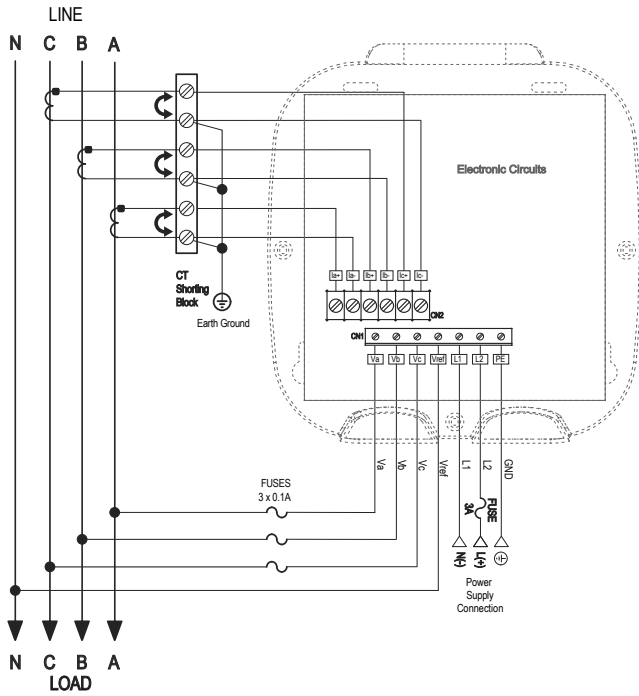 LINE
N C B A
Electronic Circuits
CT
Shorting
Block
Earth Ground
Ia+ Ia- Ib+ Ib- Ic+ Ic-
CN2
CN1
Va Vb Vc Vref L1 L2 PE
Va
Vb
Vc
Vref
L1
L2
GND
FUSES
3 x 0.1A
FUSE
3A
N(-)
L(+)
Power
Supply
Connection
N C B A
LOAD